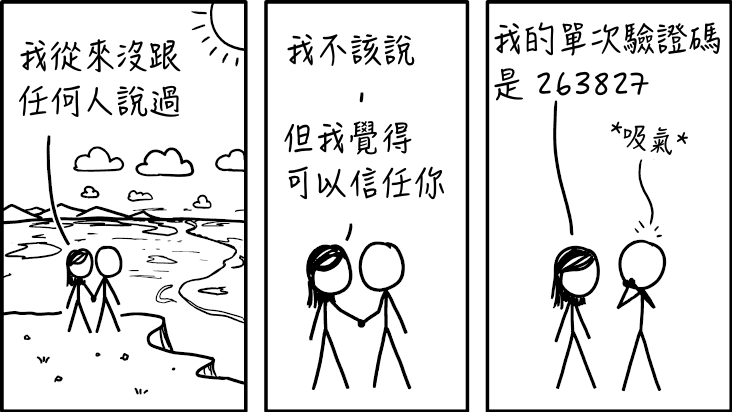 我從來沒跟
任何人說過
我不該說
，
但我覺得
可以信任你
我的單次驗證碼
是 263827
*吸氣*